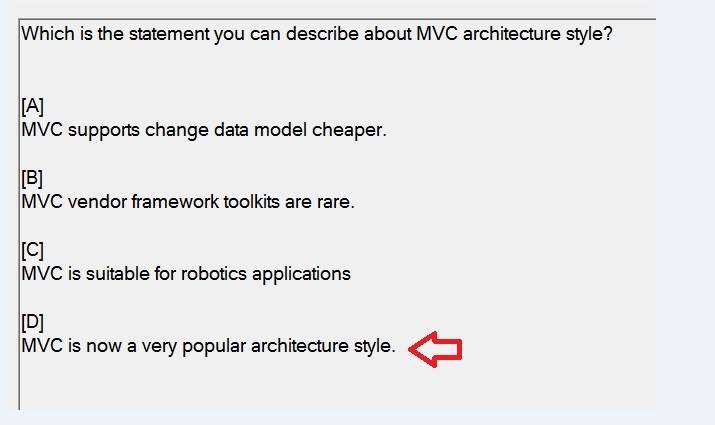 Which is the statement you can describe about MVC architecture style?
[A]
MVC supports change data model cheaper.
[B]
MVC vendor framework toolkits are rare.
[C]
MVC is suitable for robotics applications
[D]
MVC is now a very popular architecture style.